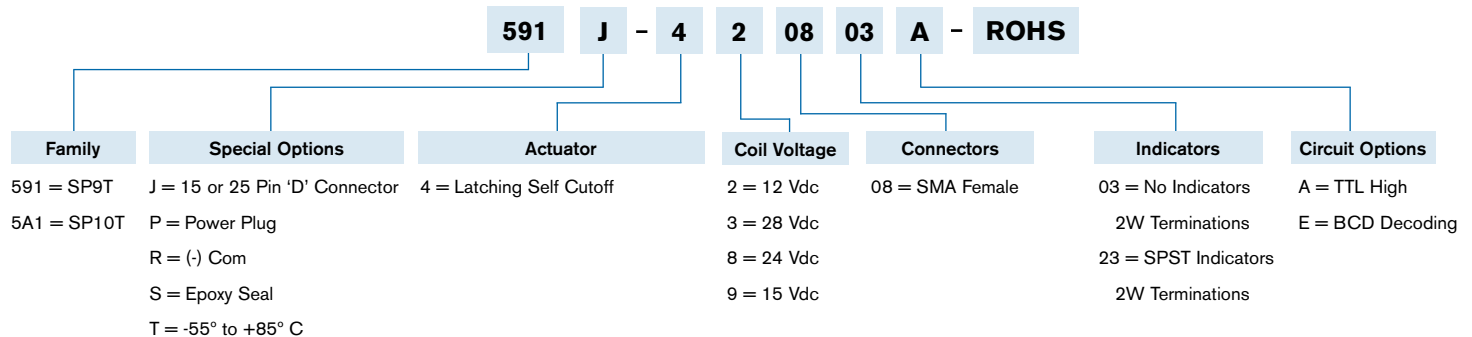 591 J - 4 2 08 03 A - ROHS
Family Special Options Actuator Coil Voltage Connectors Indicators Circuit Options
591 = SP9T J = 15 or 25 Pin ‘D’ Connector 4 = Latching Self Cutoff 2 = 12 Vdc 08 = SMA Female 03 = No Indicators A = TTL High
5A1 = SP10T P = Power Plug 3 = 28 Vdc 2W Terminations E = BCD Decoding
R = (-) Com 8 = 24 Vdc 23 = SPST Indicators
S = Epoxy Seal 9 = 15 Vdc 2W Terminations
T = -55° to +85° C